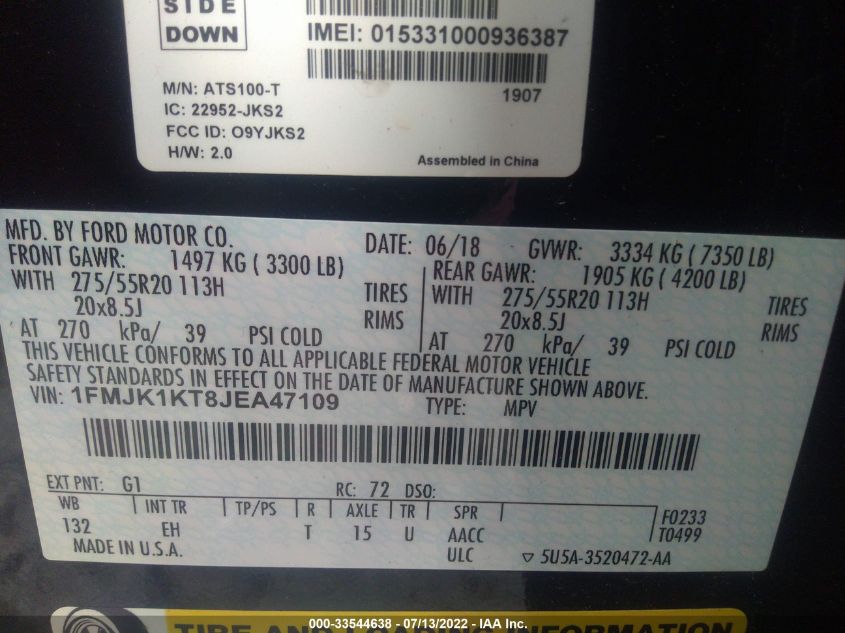 SIDE
DOWN
IMEI: 015331000936387
M/N: ATS100-T
1907
IC: 22952-JKS2
FCC ID: O9YJKS2
H/W: 2.0
Assembled in China
MFD. BY FORD MOTOR CO.
DATE: 06/18 GVWR: 3334 KG ( 7350 LB)
FRONT GAWR: 1497 KG ( 3300 LB)
REAR GAWR: 1905 KG ( 4200 LB)
WITH 275/55R20 113H TIRES
WITH 275/55R20 113H TIRES
20x8.5J RIMS
20x8.5J RIMS
AT 270 kPa/ 39 PSI COLD
AT 270 kPa/ 39 PSI COLD
THIS VEHICLE CONFORMS TO ALL APPLICABLE FEDERAL MOTOR VEHICLE
SAFETY STANDARDS IN EFFECT ON THE DATE OF MANUFACTURE SHOWN ABOVE.
VIN: 1FMJK1KT8JEA47109 TYPE: MPV
EXT PNT: G1 RC: 72 DSO:
WB INT TR TP/PS R AXLE TR SPR
132 EH T 15 U AACC
ULC
F0233
T0499
MADE IN U.S.A.
▽ 5U5A-3520472-AA
TIRE AND LOADING INFORMATION
000-33544638 - 07/13/2022 - IAA Inc.